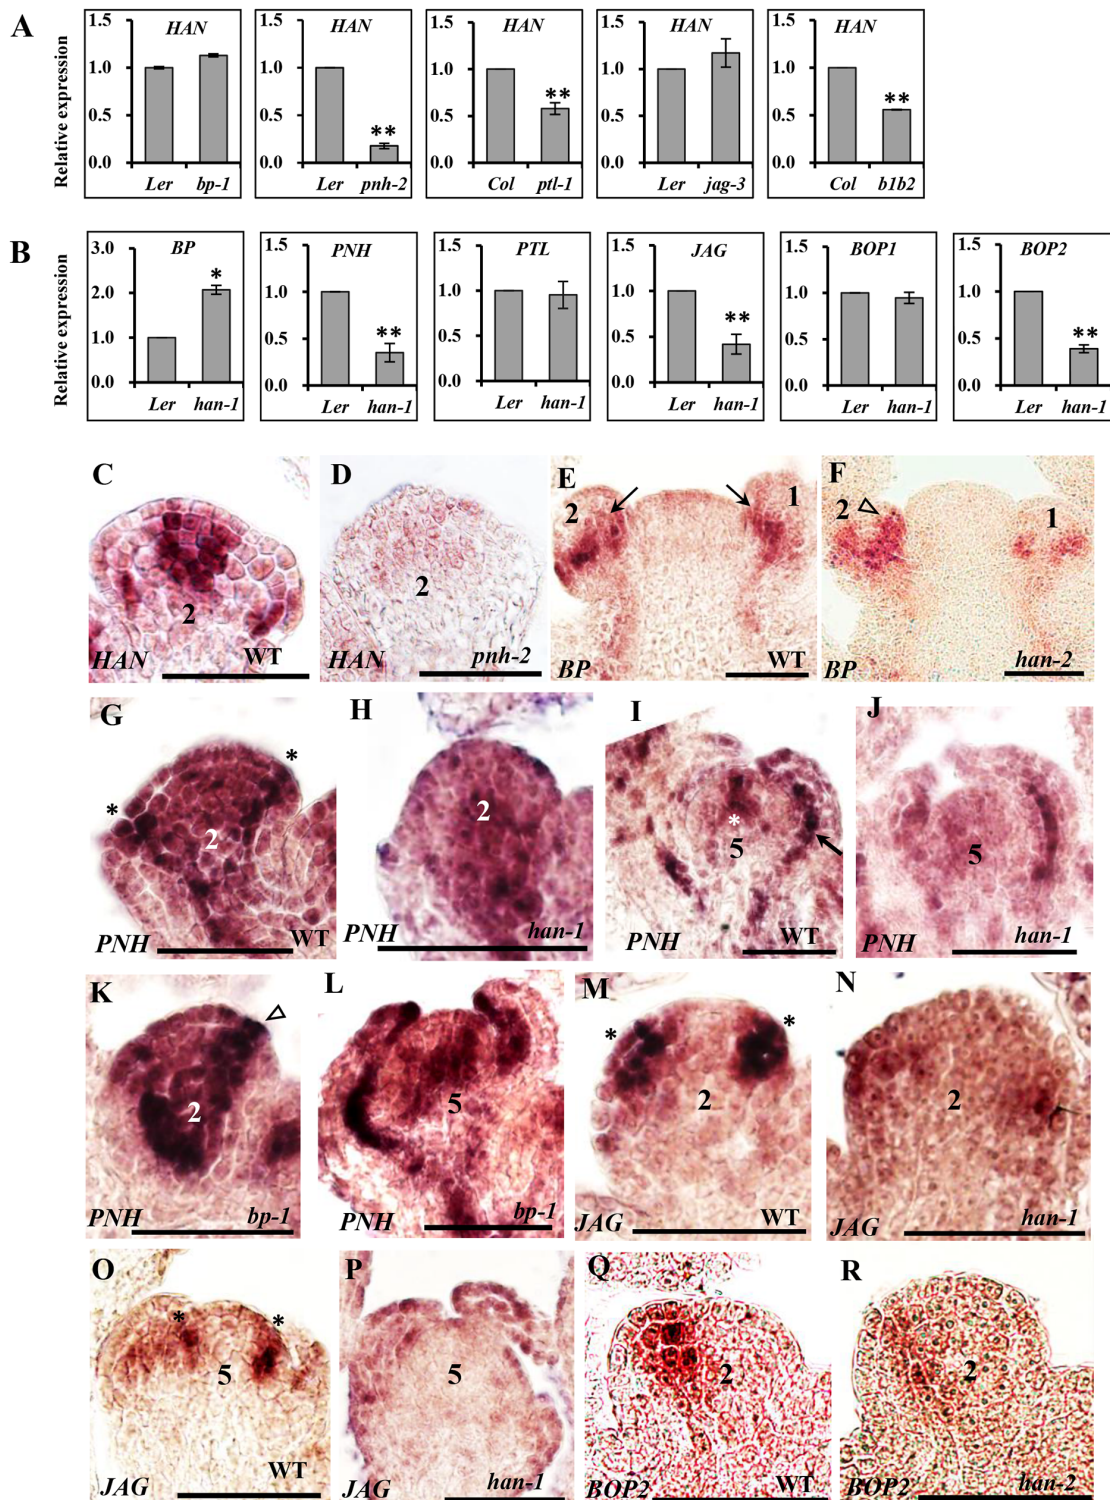 A
Relative expression
HAN
1.5
1.0
0.5
0.0
Ler bp-1
HAN
1.5
1.0
0.5
0.0
**
Ler pnh-2
HAN
1.5
1.0
0.5
0.0
**
Col ptl-1
HAN
1.5
1.0
0.5
0.0
Ler jag-3
HAN
1.5
1.0
0.5
0.0
**
Col b1b2
B
Relative expression
BP
3.0
2.0
1.0
0.0
*
Ler han-1
PNH
1.5
1.0
0.5
0.0
**
Ler han-1
PTL
1.5
1.0
0.5
0.0
Ler han-1
JAG
1.5
1.0
0.5
0.0
**
Ler han-1
BOP1
1.5
1.0
0.5
0.0
Ler han-1
BOP2
1.5
1.0
0.5
0.0
**
Ler han-1
C
2
HAN WT
D
2
HAN pnh-2
E
2 1
BP WT
F
2 1
BP han-2
G
* *
2
PNH WT
H
2
PNH han-1
I
*
5
PNH WT
J
5
PNH han-1
K
2
PNH bp-1
L
5
PNH bp-1
M
* *
2
JAG WT
N
2
JAG han-1
O
* *
5
JAG WT
P
5
JAG han-1
Q
2
BOP2 WT
R
2
BOP2 han-2